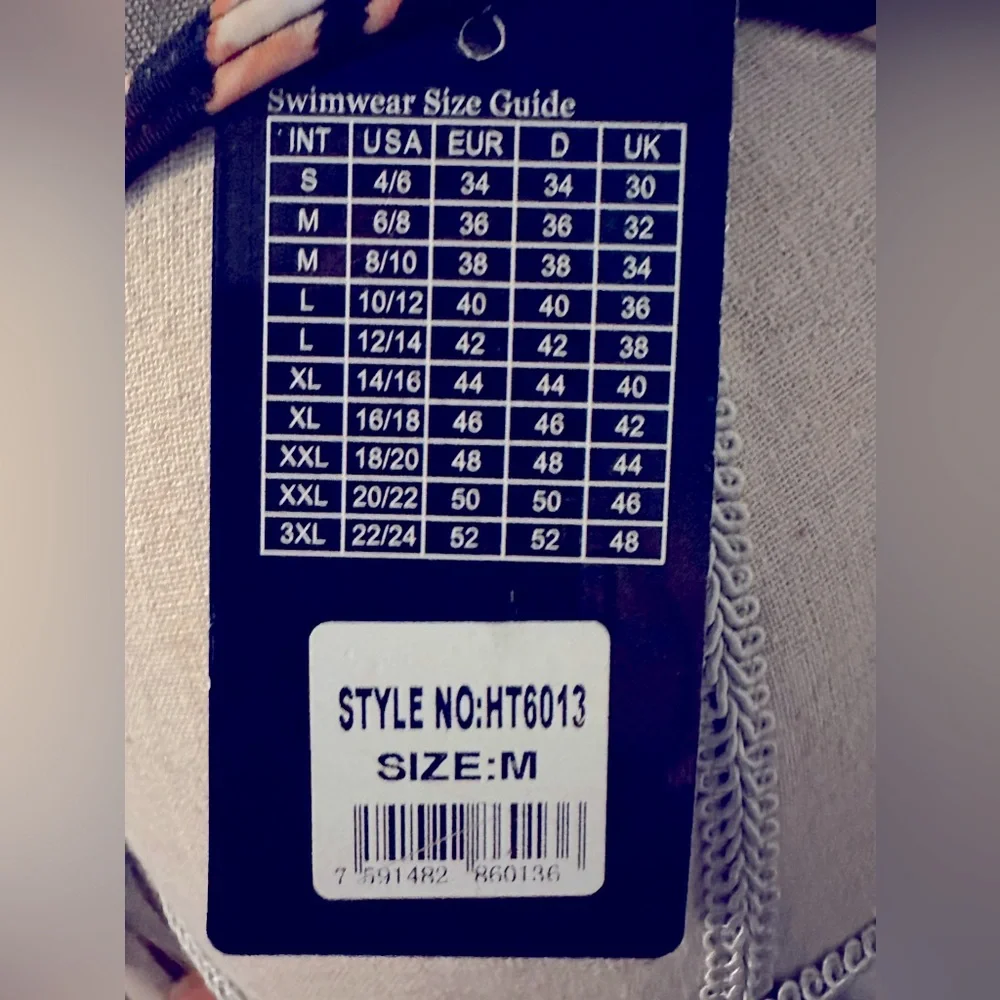 Swimwear Size Guide
INT USA EUR D UK
S 4/6 34 34 30
M 6/8 36 36 32
M 8/10 38 38 34
L 10/12 40 40 36
L 12/14 42 42 38
XL 14/16 44 44 40
XL 16/18 46 46 42
XXL 18/20 48 48 44
XXL 20/22 50 50 46
3XL 22/24 52 52 48
STYLE NO:HT6013
SIZE:M
7 591482 860136